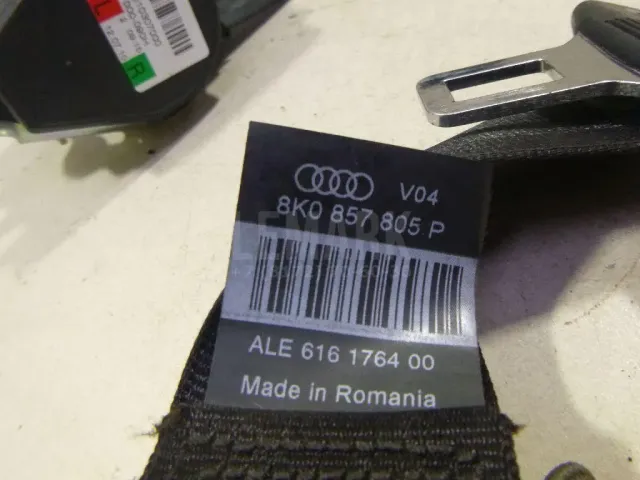 L
R
V04
8K0 857 805 P
ALE 616 1764 00
Made in Romania